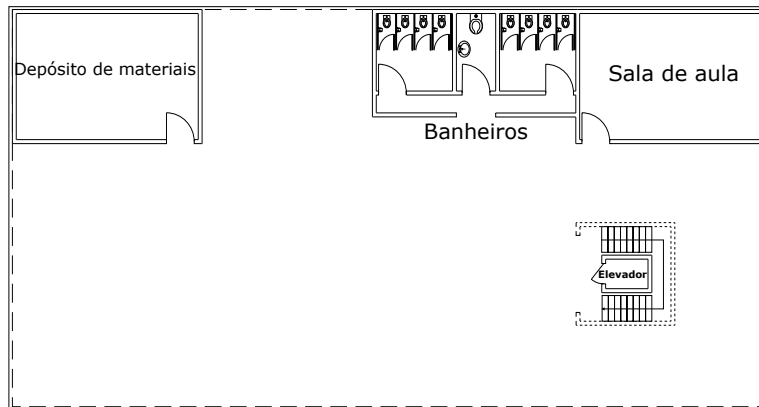 Depósito de materiais
Sala de aula
Banheiros
Elevador